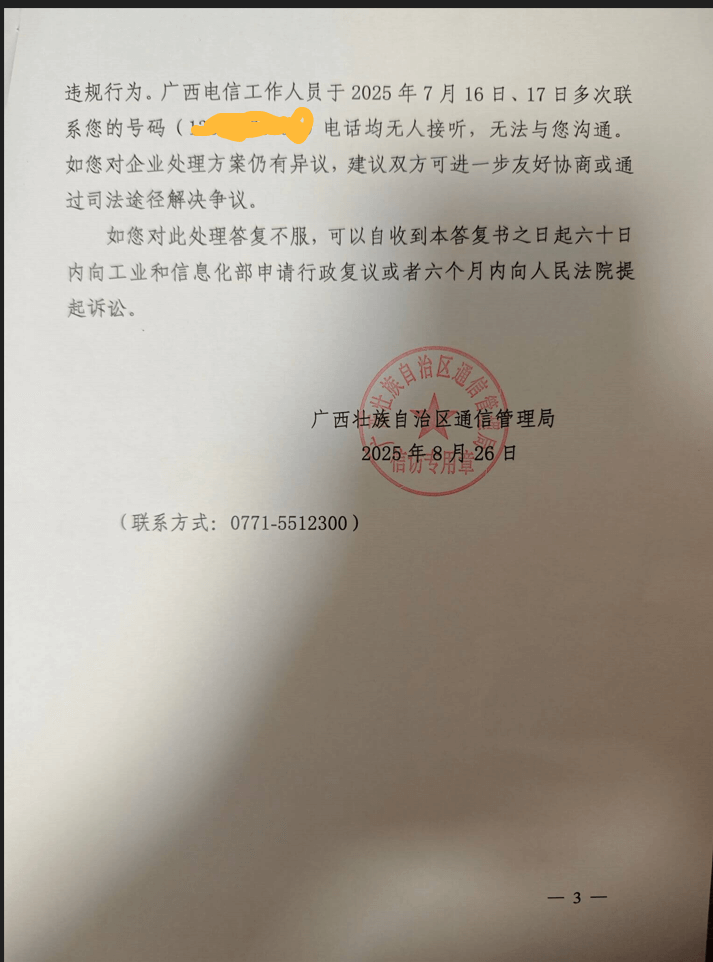 违规行为。广西电信工作人员于 2025 年 7 月 16 日、17 日多次联
系您的号码（ ）电话均无人接听，无法与您沟通。
如您对企业处理方案仍有异议，建议双方可进一步友好协商或通
过司法途径解决争议。
如您对此处理答复不服，可以自收到本答复书之日起六十日
内向工业和信息化部申请行政复议或者六个月内向人民法院提
起诉讼。
广西壮族自治区通信管理局
广西壮族自治区通信管理局
2025 年 8 月 26 日
信访专用章
（联系方式：0771-5512300）
— 3 —